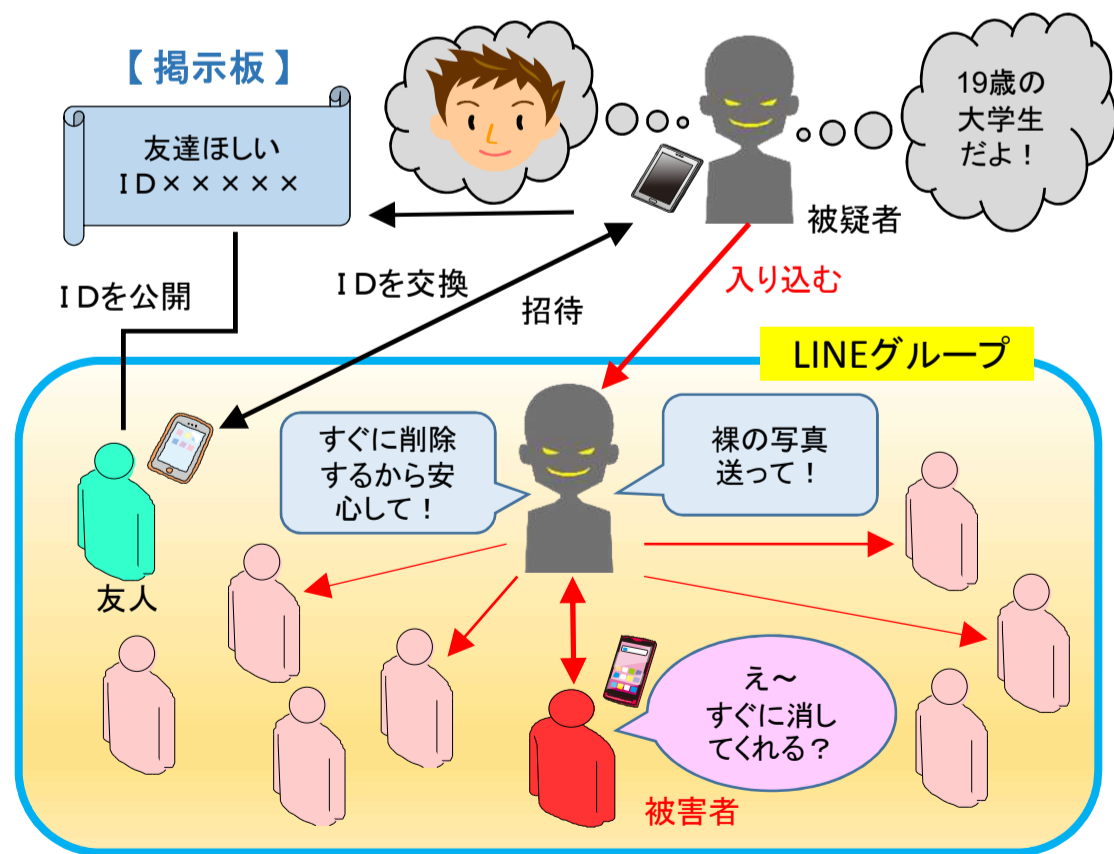 【掲示板】
友達ほしい
ID×××××
19歳の
大学生
だよ！
被疑者
IDを公開
IDを交換
招待
入り込む
LINEグループ
すぐに削除
するから安
心して！
裸の写真
送って！
友人
え～
すぐに消し
てくれる？
被害者